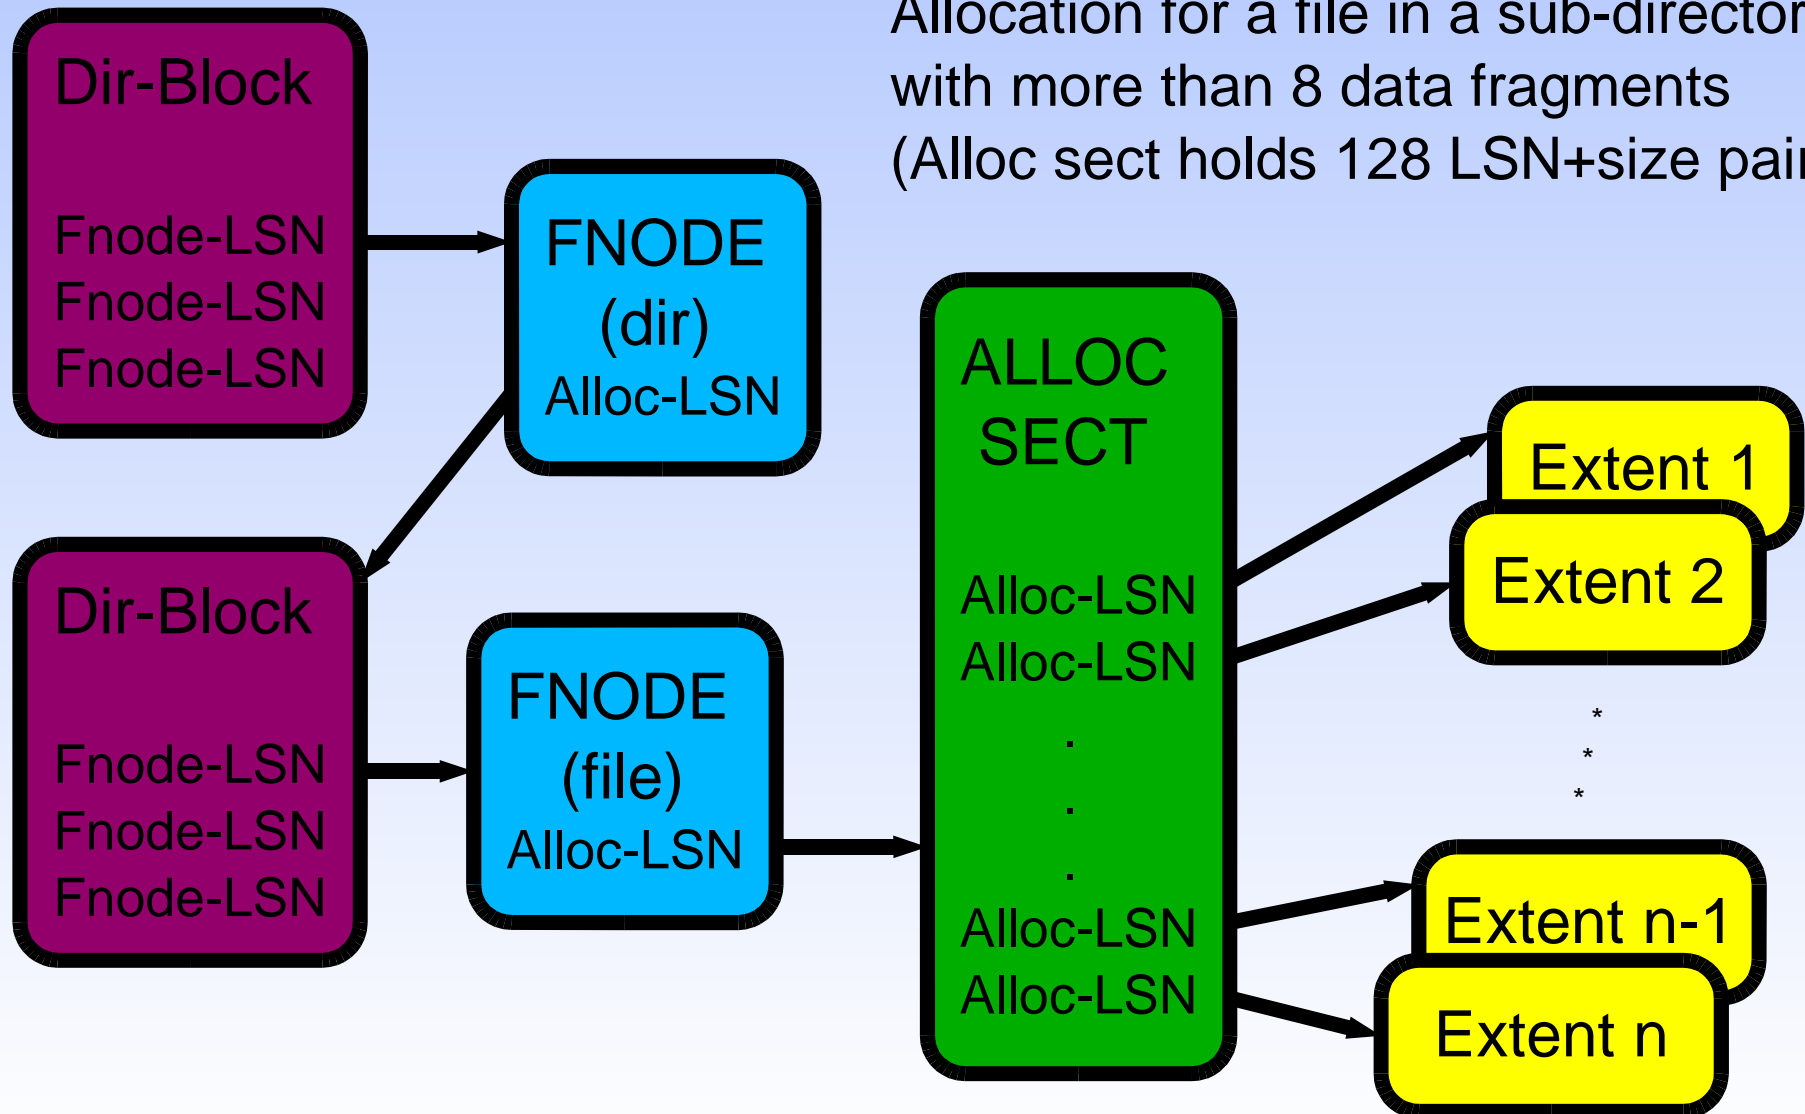 Allocation for a file in a sub-director
with more than 8 data fragments
(Alloc sect holds 128 LSN+size pair
Dir-Block
Fnode-LSN
Fnode-LSN
Fnode-LSN
FNODE
(dir)
Alloc-LSN
Dir-Block
Fnode-LSN
Fnode-LSN
Fnode-LSN
FNODE
(file)
Alloc-LSN
ALLOC
SECT
Alloc-LSN
Alloc-LSN
.
.
.
Alloc-LSN
Alloc-LSN
Extent 1
Extent 2
*
*
*
Extent n-1
Extent n